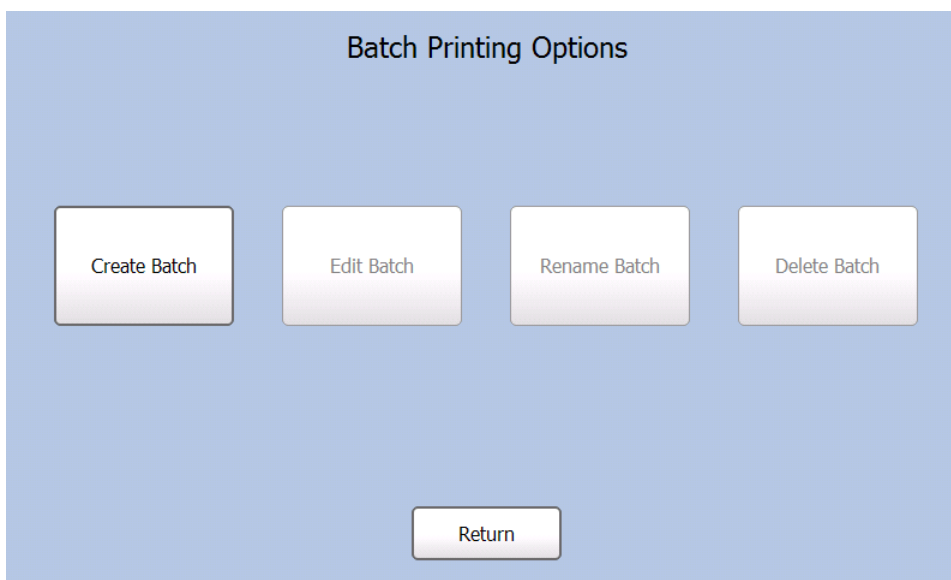 Batch Printing Options
Create Batch
Edit Batch
Rename Batch
Delete Batch
Return